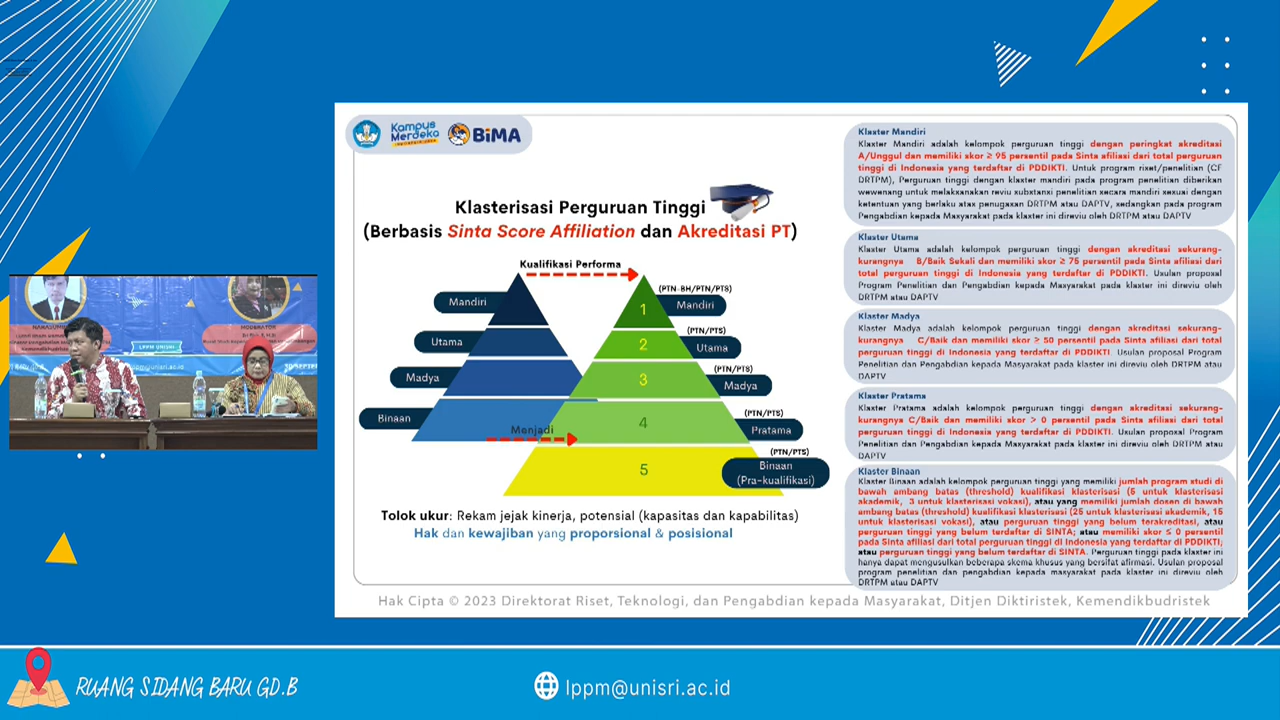 Kampus
Merdeka
BiMA
Klasterisasi Perguruan Tinggi
(Berbasis Sinta Score Affiliation dan Akreditasi PT)
Kualifikasi Performa
Mandiri
Utama
Madya
Binaan
Menjadi
1
2
3
4
5
(PTN-BH/PTN/PTS)
Mandiri
(PTN/PTS)
Utama
(PTN/PTS)
Madya
(PTN/PTS)
Pratama
(PTN/PTS)
Binaan
(Pra-kualifikasi)
Tolok ukur: Rekam jejak kinerja, potensial (kapasitas dan kapabilitas)
Hak dan kewajiban yang proporsional & posisional
Klaster Mandiri
Klaster Mandiri adalah kelompok perguruan tinggi dengan peringkat akreditasi
A/Unggul dan memiliki skor ≥ 95 persentil pada Sinta afiliasi dari total perguruan
tinggi di Indonesia yang terdaftar di PDDIKTI. Untuk program riset/penelitian (CF
DRTPM), Perguruan tinggi dengan klaster mandiri pada program penelitian diberikan
wewenang untuk melaksanakan reviu substansi penelitian secara mandiri sesuai dengan
ketentuan yang berlaku atas penugasan DRTPM atau DAPTV, sedangkan pada program
Pengabdian kepada Masyarakat pada klaster ini direviu oleh DRTPM atau DAPTV
Klaster Utama
Klaster Utama adalah kelompok perguruan tinggi dengan akreditasi sekurang-
kurangnya B/Baik Sekali dan memiliki skor ≥ 75 persentil pada Sinta afiliasi dari
total perguruan tinggi di Indonesia yang terdaftar di PDDIKTI. Usulan proposal
Program Penelitian dan Pengabdian kepada Masyarakat pada klaster ini direviu oleh
DRTPM atau DAPTV
Klaster Madya
Klaster Madya adalah kelompok perguruan tinggi dengan akreditasi sekurang-
kurangnya C/Baik dan memiliki skor ≥ 50 persentil pada Sinta afiliasi dari total
perguruan tinggi di Indonesia yang terdaftar di PDDIKTI. Usulan proposal Program
Penelitian dan Pengabdian kepada Masyarakat pada klaster ini direviu oleh DRTPM atau
DAPTV
Klaster Pratama
Klaster Pratama adalah kelompok perguruan tinggi dengan akreditasi sekurang-
kurangnya C/Baik dan memiliki skor > 0 persentil pada Sinta afiliasi dari total
perguruan tinggi di Indonesia yang terdaftar di PDDIKTI. Usulan proposal Program
Penelitian dan Pengabdian kepada Masyarakat pada klaster ini direviu oleh DRTPM atau
DAPTV
Klaster Binaan
Klaster Binaan adalah kelompok perguruan tinggi yang memiliki jumlah program studi di
bawah ambang batas (threshold) kualifikasi klasterisasi (5 untuk klasterisasi
akademik, 3 untuk klasterisasi vokasi), atau yang memiliki jumlah dosen di bawah
ambang batas (threshold) kualifikasi klasterisasi (25 untuk klasterisasi akademik, 15
untuk klasterisasi vokasi), atau perguruan tinggi yang belum terakreditasi, atau
perguruan tinggi yang belum terdaftar di SINTA; atau memiliki skor ≤ 0 persentil
pada Sinta afiliasi dari total perguruan tinggi di Indonesia yang terdaftar di PDDIKTI;
atau perguruan tinggi yang belum terdaftar di SINTA. Perguruan tinggi pada klaster ini
hanya dapat mengusulkan beberapa skema khusus yang bersifat afirmasi. Usulan proposal
program penelitian dan pengabdian kepada masyarakat pada klaster ini direviu oleh
DRTPM atau DAPTV
Hak Cipta © 2023 Direktorat Riset, Teknologi, dan Pengabdian kepada Masyarakat, Ditjen Diktiristek, Kemendikbudristek
MODERATOR
LPPM UNISRI
RUANG SIDANG BARU GD.B
lppm@unisri.ac.id